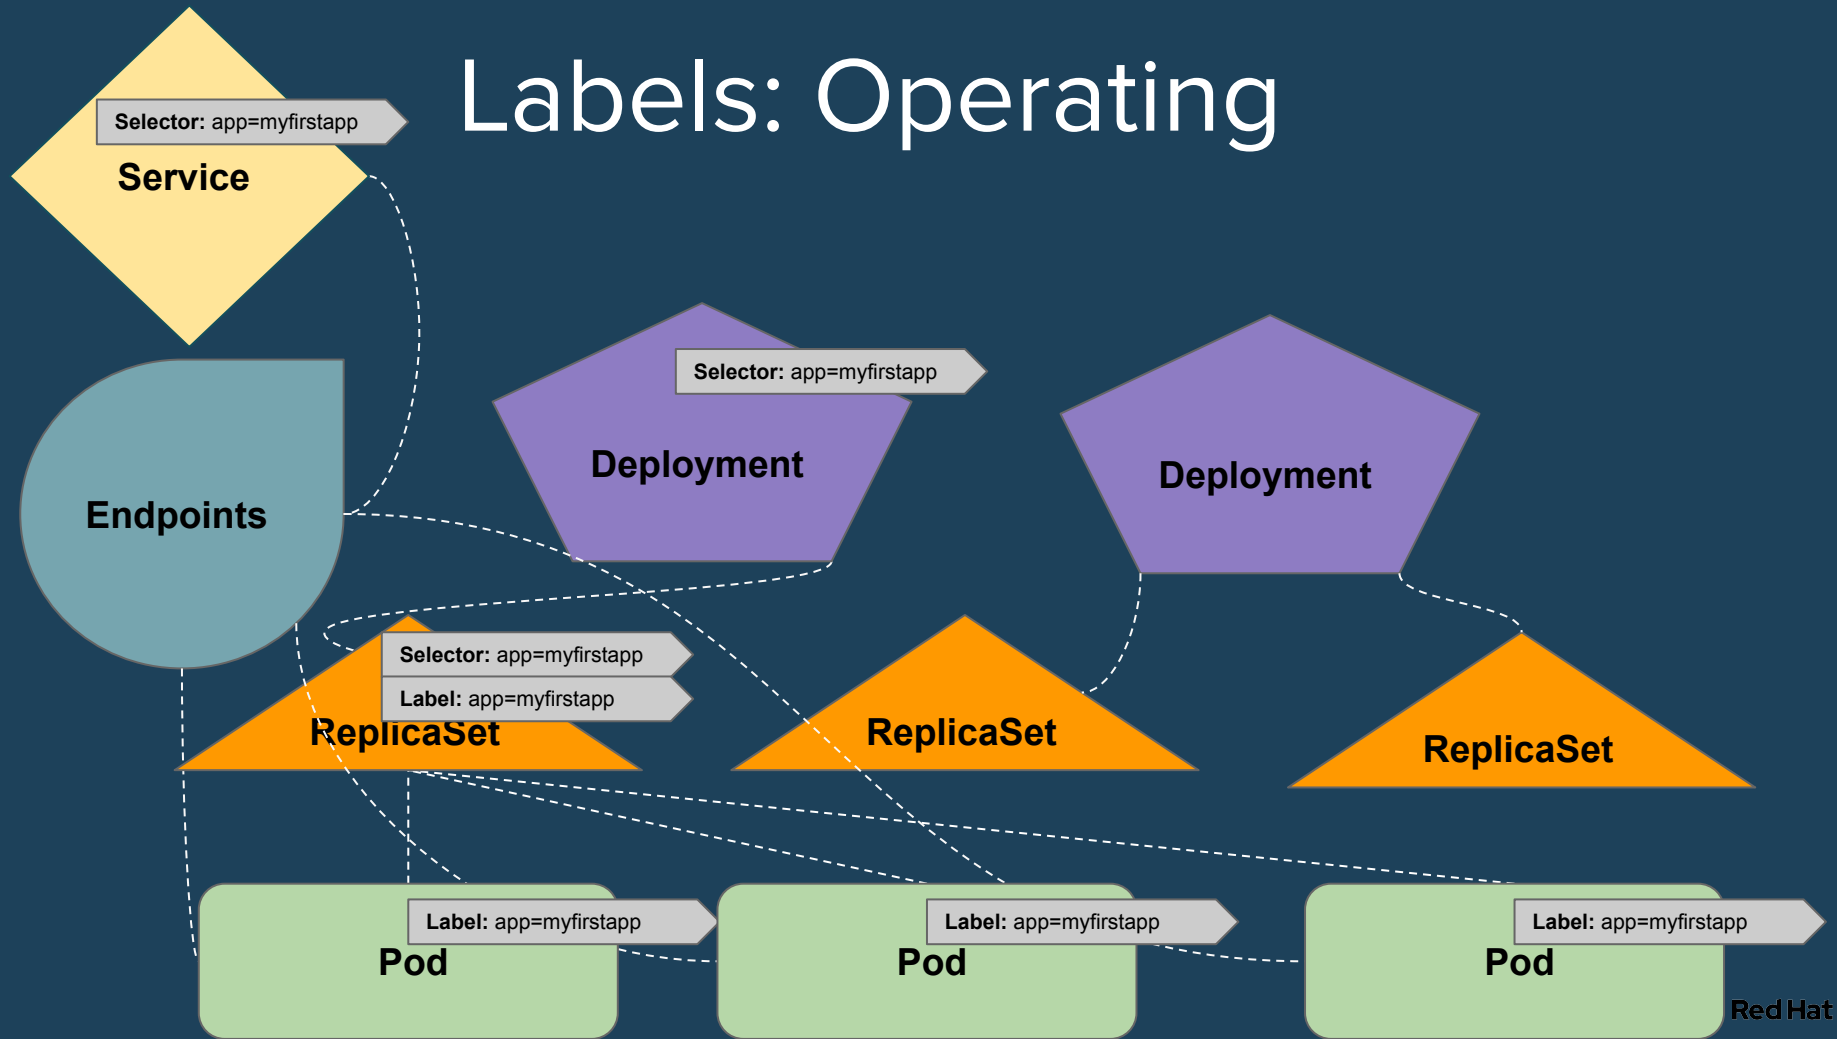 Labels: Operating
Selector: app=myfirstapp
Service
Selector: app=myfirstapp
Deployment
Deployment
Endpoints
Selector: app=myfirstapp
Label: app=myfirstapp
ReplicaSet
ReplicaSet
ReplicaSet
Label: app=myfirstapp
Pod
Label: app=myfirstapp
Pod
Label: app=myfirstapp
Pod
Red Hat